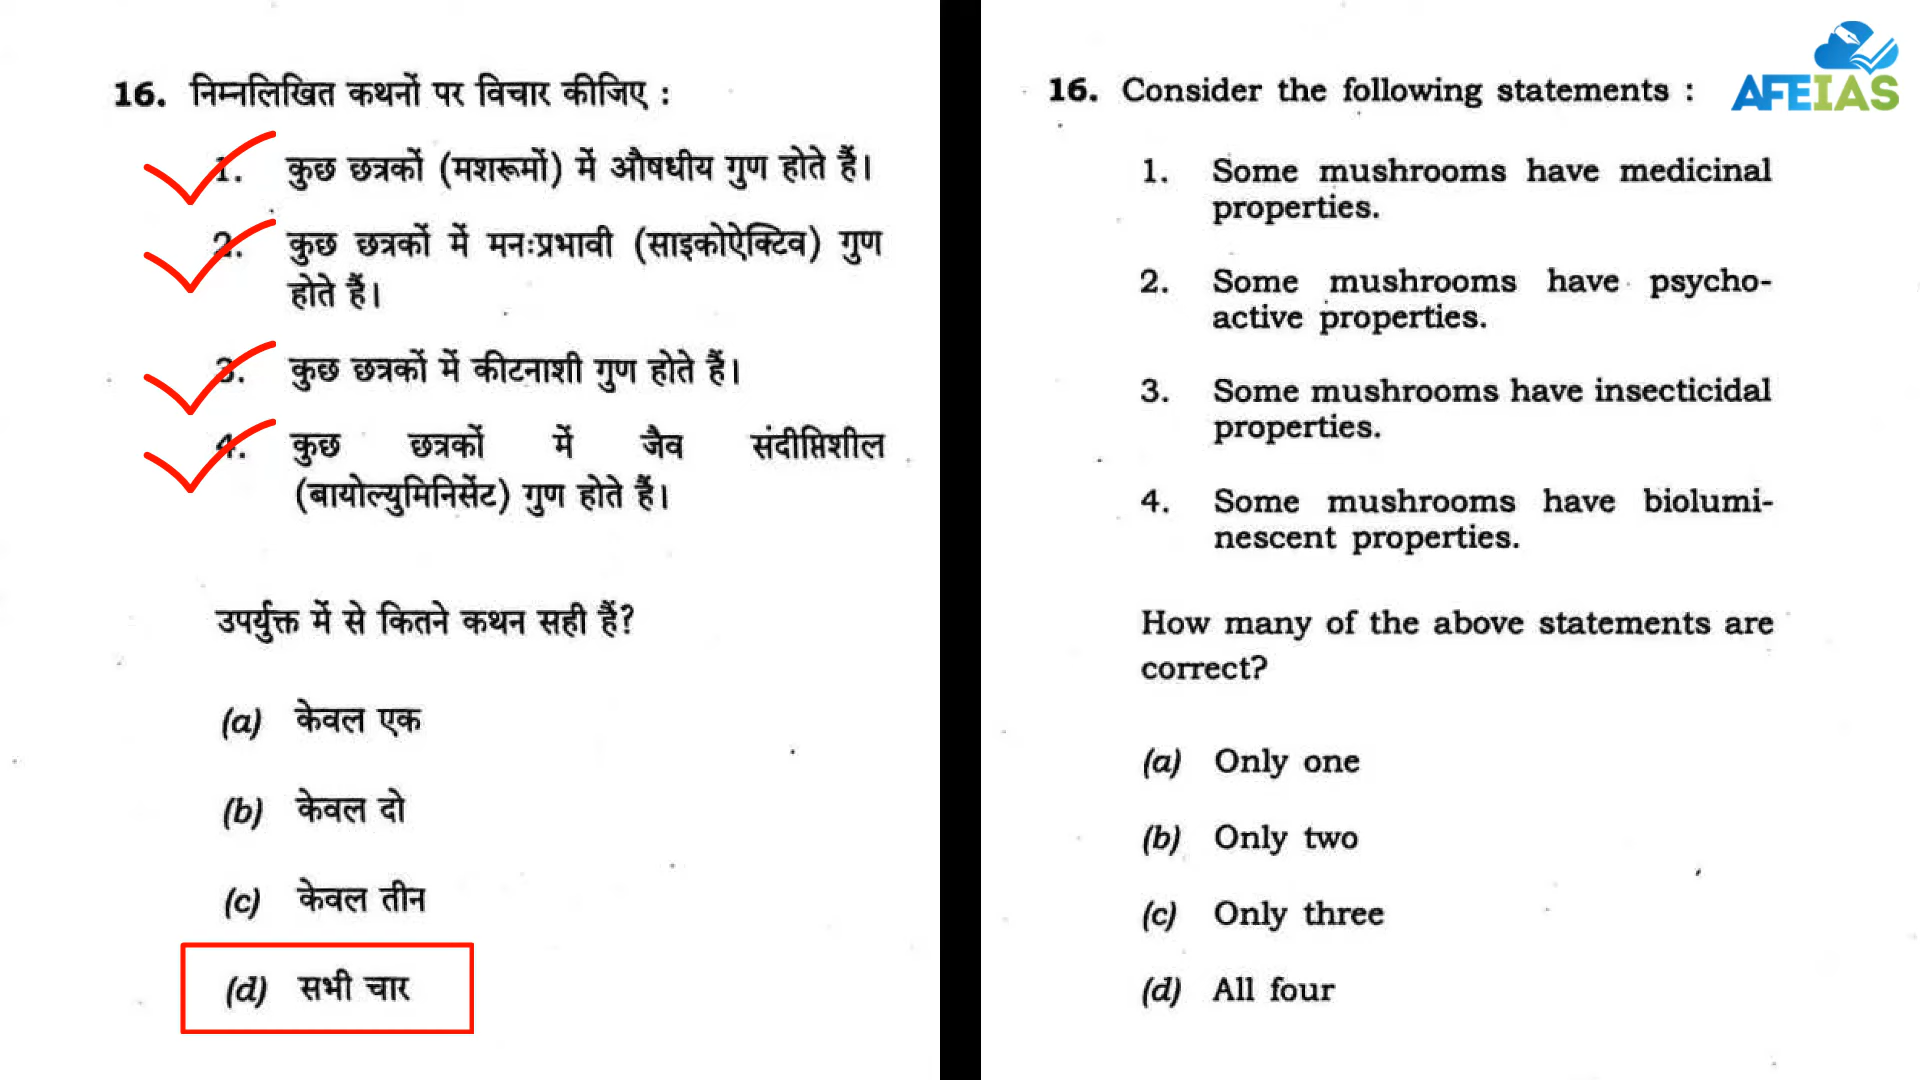 16. निम्नलिखित कथनों पर विचार कीजिए :
1. कुछ छत्रकों (मशरूमों) में औषधीय गुण होते हैं।
2. कुछ छत्रकों में मनःप्रभावी (साइकोऐक्टिव) गुण
होते हैं।
3. कुछ छत्रकों में कीटनाशी गुण होते हैं।
4. कुछ छत्रकों में जैव संदीप्तिशील
(बायोल्युमिनिसेंट) गुण होते हैं।
उपर्युक्त में से कितने कथन सही हैं?
(a) केवल एक
(b) केवल दो
(c) केवल तीन
(d) सभी चार
16. Consider the following statements :
1. Some mushrooms have medicinal
properties.
2. Some mushrooms have psycho-
active properties.
3. Some mushrooms have insecticidal
properties.
4. Some mushrooms have biolumi-
nescent properties.
How many of the above statements are
correct?
(a) Only one
(b) Only two
(c) Only three
(d) All four
AFEIAS